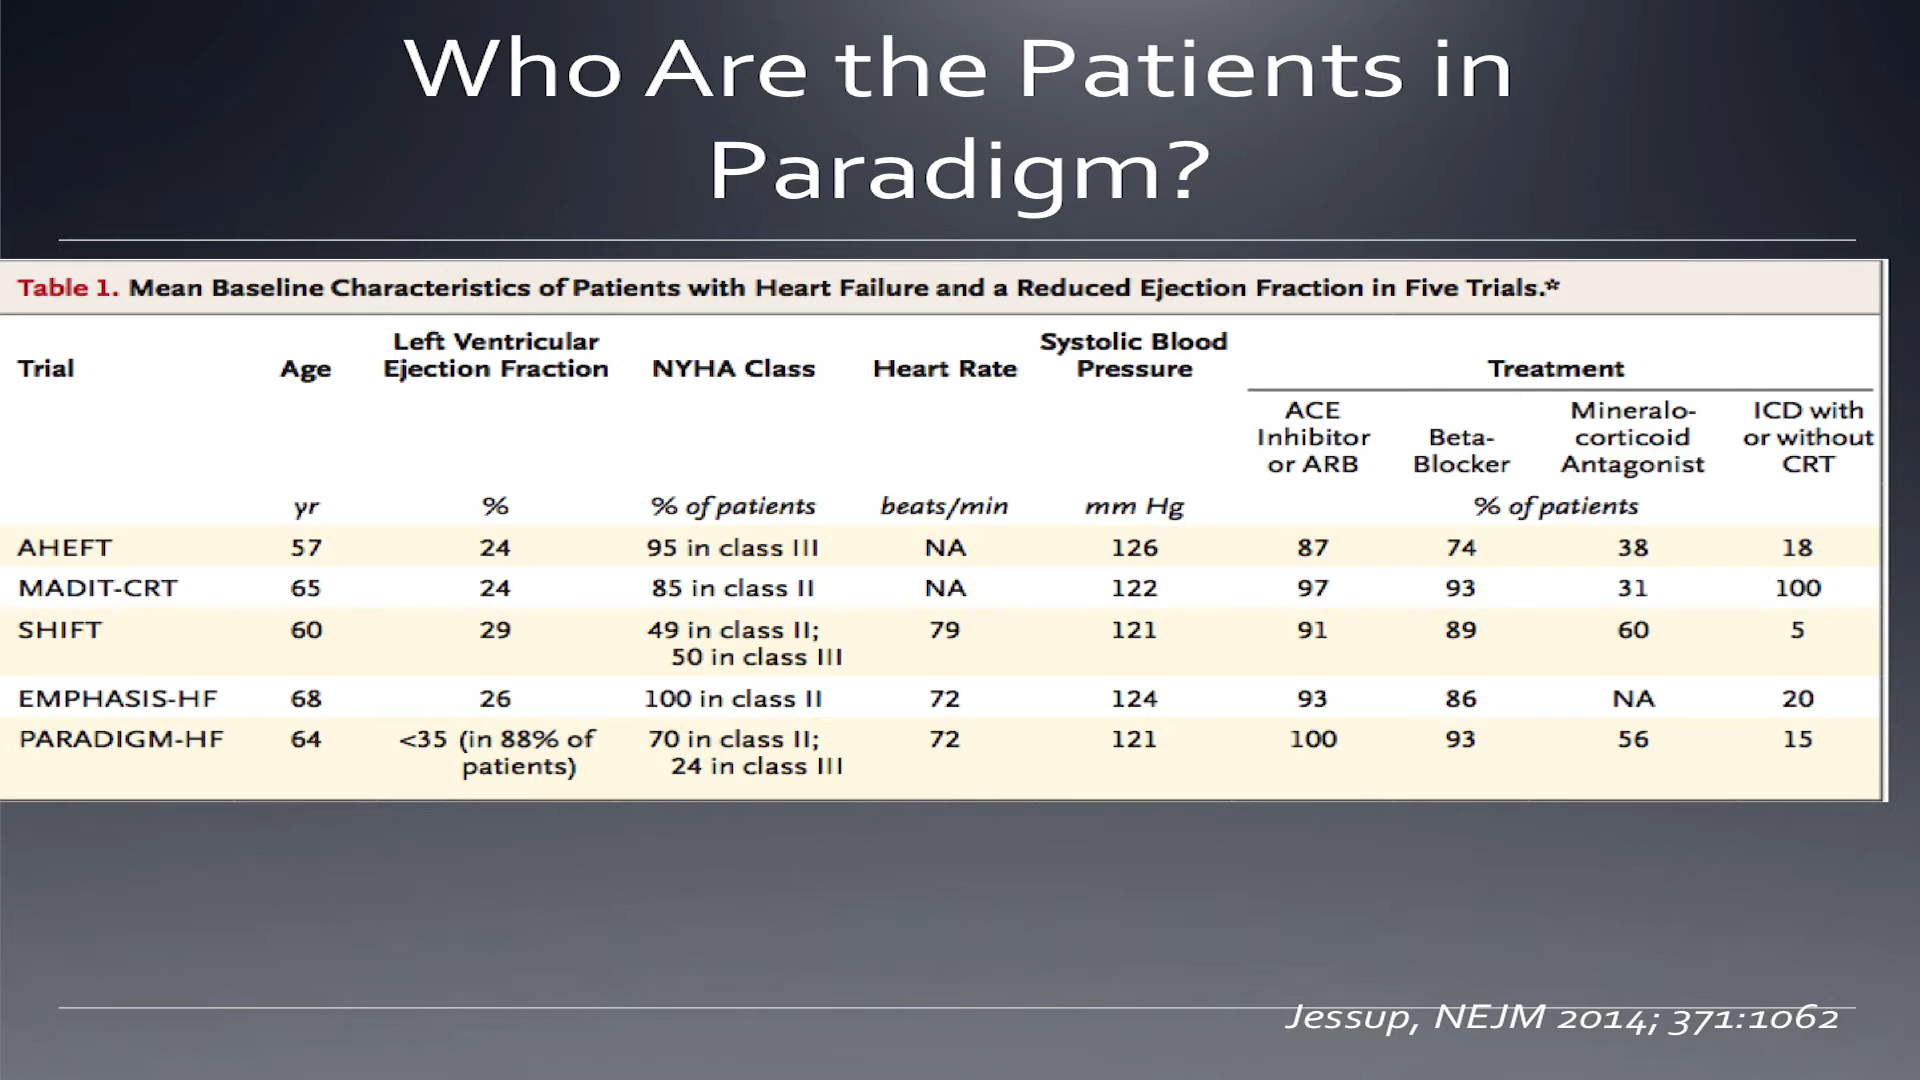 Who Are the Patients in
Paradigm?
Table 1. Mean Baseline Characteristics of Patients with Heart Failure and a Reduced Ejection Fraction in Five Trials.*
Trial Age Left Ventricular Ejection Fraction NYHA Class Heart Rate Systolic Blood Pressure Treatment
ACE Inhibitor or ARB Beta-Blocker Mineralo-corticoid Antagonist ICD with or without CRT
yr % % of patients beats/min mm Hg % of patients
AHEFT 57 24 95 in class III NA 126 87 74 38 18
MADIT-CRT 65 24 85 in class II NA 122 97 93 31 100
SHIFT 60 29 49 in class II; 79 121 91 89 60 5
50 in class III
EMPHASIS-HF 68 26 100 in class II 72 124 93 86 NA 20
PARADIGM-HF 64 <35 (in 88% of 70 in class II; 72 121 100 93 56 15
patients) 24 in class III
Jessup, NEJM 2014; 371:1062